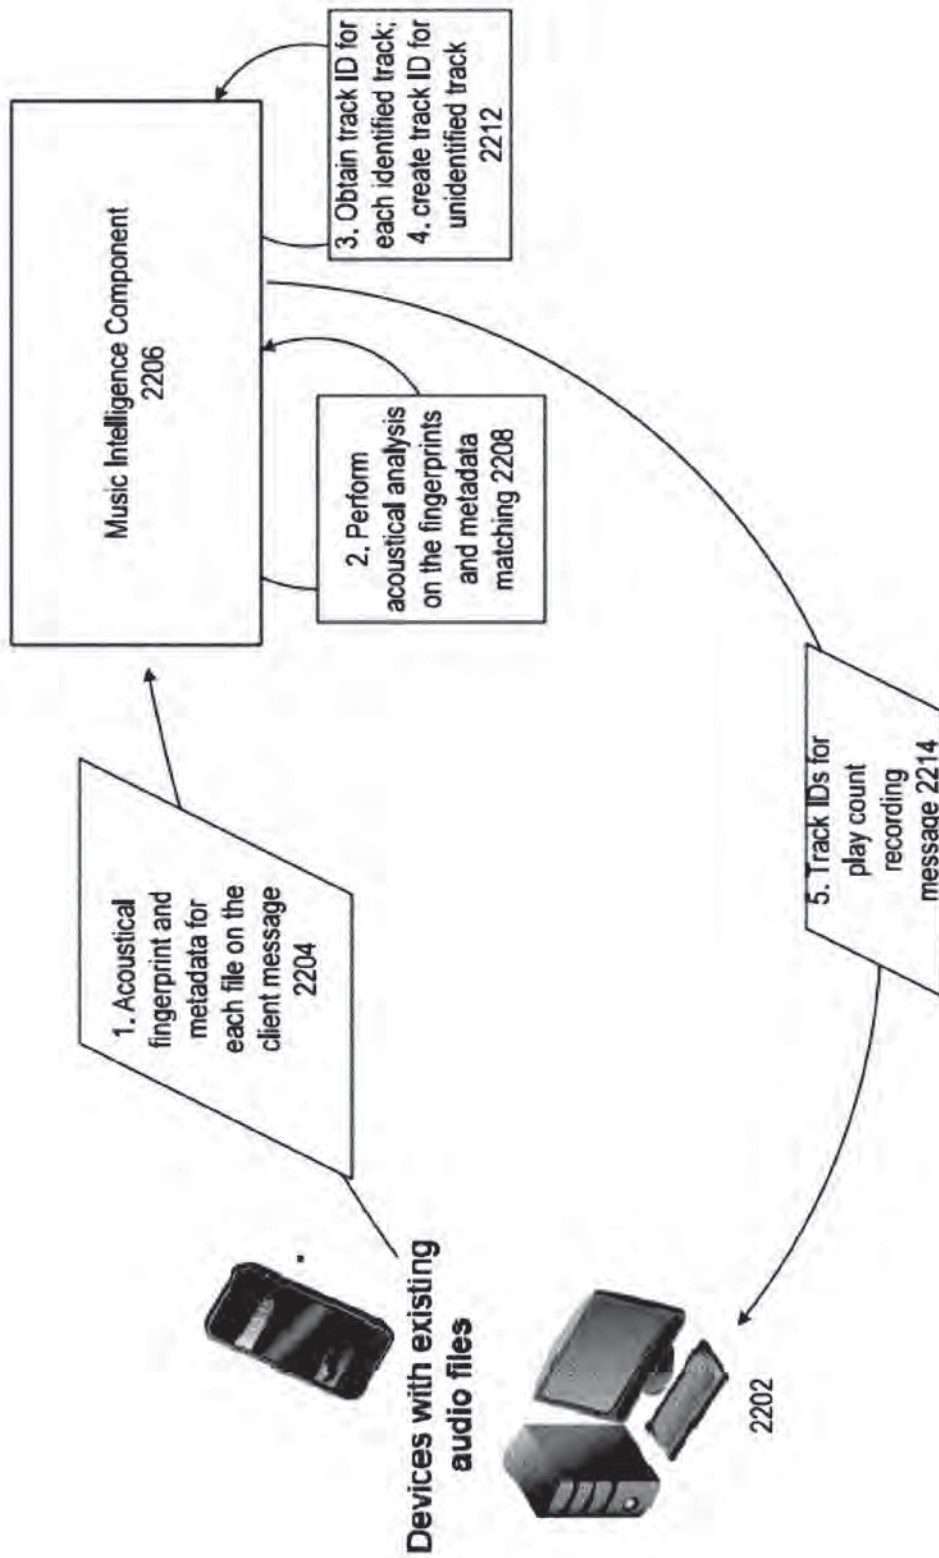 Music Intelligence Component
2206
3. Obtain track ID for
each identified track;
4. create track ID for
unidentified track
2212
2. Perform
acoustical analysis
on the fingerprints
and metadata
matching 2208
1. Acoustical
fingerprint and
metadata for
each file on the
client message
2204
Devices with existing
audio files
2202
5. Track IDs for
play count
recording
message 2214